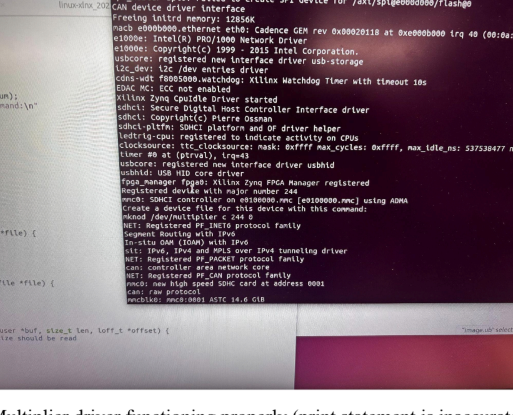 linux-xlnx_202
create SPI device for /axi/spi@e000d000/flash@0
CAN device driver interface
Freeing initrd memory: 12856K
macb e000b000.ethernet eth0: Cadence GEM rev 0x00020118 at 0xe000b000 irq 40 (00:0a:
e1000e: Intel(R) PRO/1000 Network Driver
e1000e: Copyright(c) 1999 - 2015 Intel Corporation.
usbcore: registered new interface driver usb-storage
i2c_dev: i2c /dev entries driver
cdns-wdt f8005000.watchdog: Xilinx Watchdog Timer with timeout 10s
EDAC MC: ECC not enabled
Xilinx Zynq CpuIdle Driver started
sdhci: Secure Digital Host Controller Interface driver
sdhci: Copyright(c) Pierre Ossman
sdhci-pltfm: SDHCI platform and OF driver helper
ledtrig-cpu: registered to indicate activity on CPUs
clocksource: ttc_clocksource: mask: 0xffff max_cycles: 0xffff, max_idle_ns: 537538477 n
timer #0 at (ptrval), irq=43
usbcore: registered new interface driver usbhid
usbhid: USB HID core driver
fpga_manager fpga0: Xilinx Zynq FPGA Manager registered
Registered device with major number 244
mmc0: SDHCI controller on e0100000.mmc [e0100000.mmc] using ADMA
Create a device file for this device with this command:
mknod /dev/multiplier c 244 0
NET: Registered PF_INET6 protocol family
Segment Routing with IPv6
In-situ OAM (IOAM) with IPv6
sit: IPv6, IPv4 and MPLS over IPv4 tunneling driver
NET: Registered PF_PACKET protocol family
can: controller area network core
NET: Registered PF_CAN protocol family
mmc0: new high speed SDHC card at address 0001
can: raw protocol
mmcblk0: mmc0:0001 ASTC 14.6 GiB
um);
mand:\n"
*file) {
file *file) {
user *buf, size_t len, loff_t *offset) {
ize should be read
"image.ub" select
Multiplier driver functioning properly (print statement is inaccurat